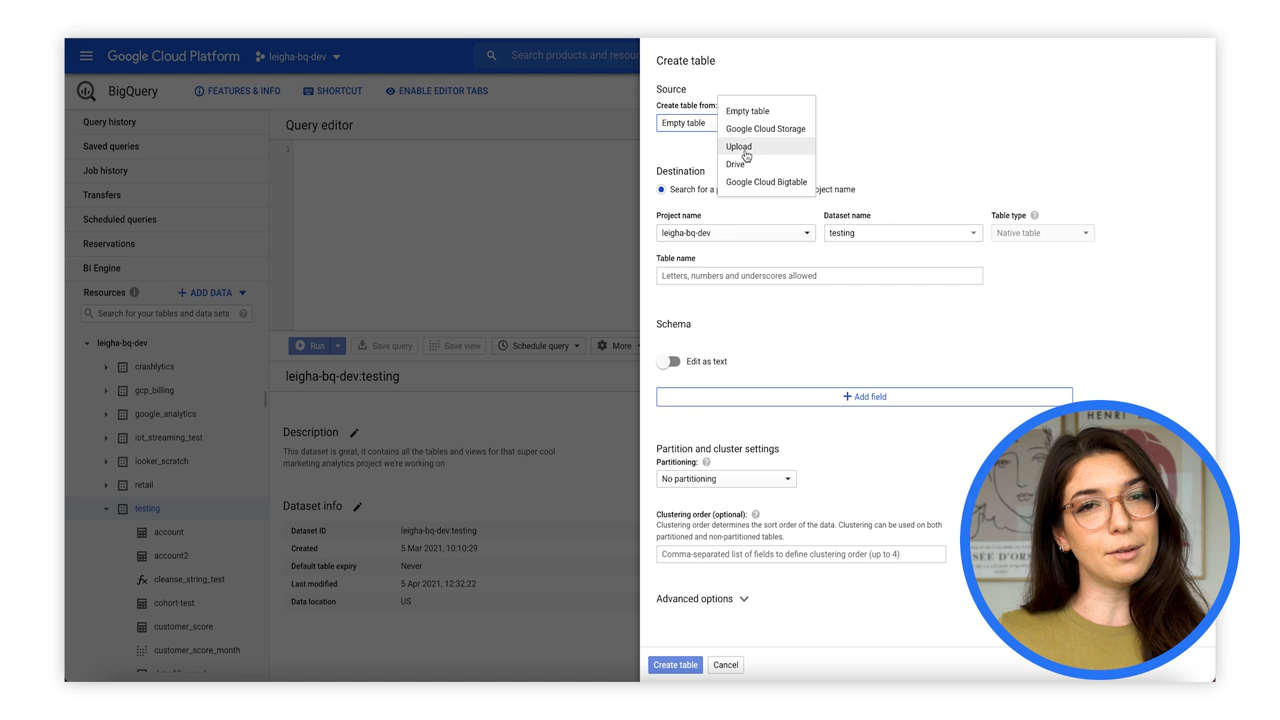 Google Cloud Platform
leigha-bq-dev
Search products and resour
BigQuery
FEATURES & INFO
SHORTCUT
ENABLE EDITOR TABS
Query history
Saved queries
Job history
Transfers
Scheduled queries
Reservations
BI Engine
Resources
ADD DATA
Search for your tables and data sets
leigha-bq-dev
crashlytics
gcp_billing
google_analytics
iot_streaming_test
looker_scratch
retail
testing
account
account2
cleanse_string_test
cohort-test
customer_score
customer_score_month
Query editor
1
Run
Save query
Save view
Schedule query
More
leigha-bq-dev:testing
Description
This dataset is great, it contains all the tables and views for that super cool
marketing analytics project we're working on
Dataset info
Dataset ID leigha-bq-dev:testing
Created 5 Mar 2021, 10:10:29
Default table expiry Never
Last modified 5 Apr 2021, 12:32:22
Data location US
Create table
Source
Create table from:
Empty table
Empty table
Google Cloud Storage
Upload
Drive
Google Cloud Bigtable
Destination
Search for a p oject name
Project name Dataset name Table type
leigha-bq-dev testing Native table
Table name
Letters, numbers and underscores allowed
Schema
Edit as text
Add field
Partition and cluster settings
Partitioning:
No partitioning
Clustering order (optional):
Clustering order determines the sort order of the data. Clustering can be used on both
partitioned and non-partitioned tables.
Comma-separated list of fields to define clustering order (up to 4)
Advanced options
Create table
Cancel
HENRI
SÉE D'ORS